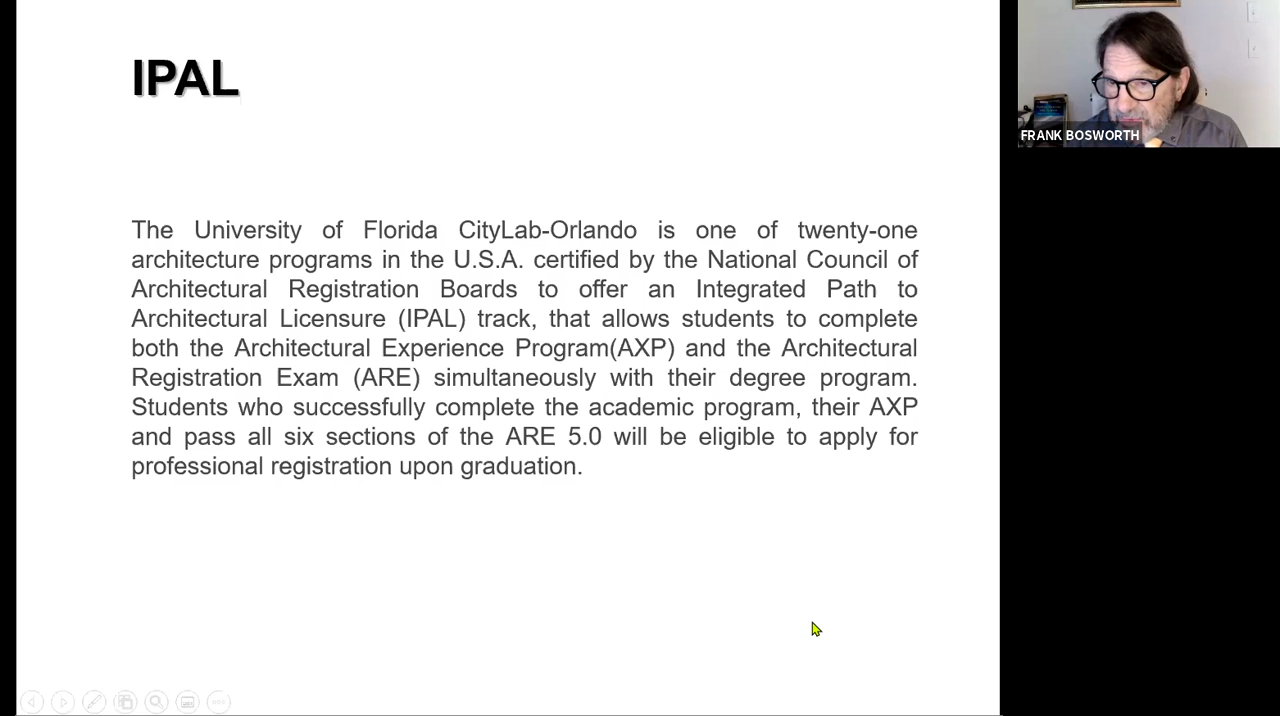 IPAL
The University of Florida CityLab-Orlando is one of twenty-one
architecture programs in the U.S.A. certified by the National Council of
Architectural Registration Boards to offer an Integrated Path to
Architectural Licensure (IPAL) track, that allows students to complete
both the Architectural Experience Program(AXP) and the Architectural
Registration Exam (ARE) simultaneously with their degree program.
Students who successfully complete the academic program, their AXP
and pass all six sections of the ARE 5.0 will be eligible to apply for
professional registration upon graduation.
FRANK BOSWORTH